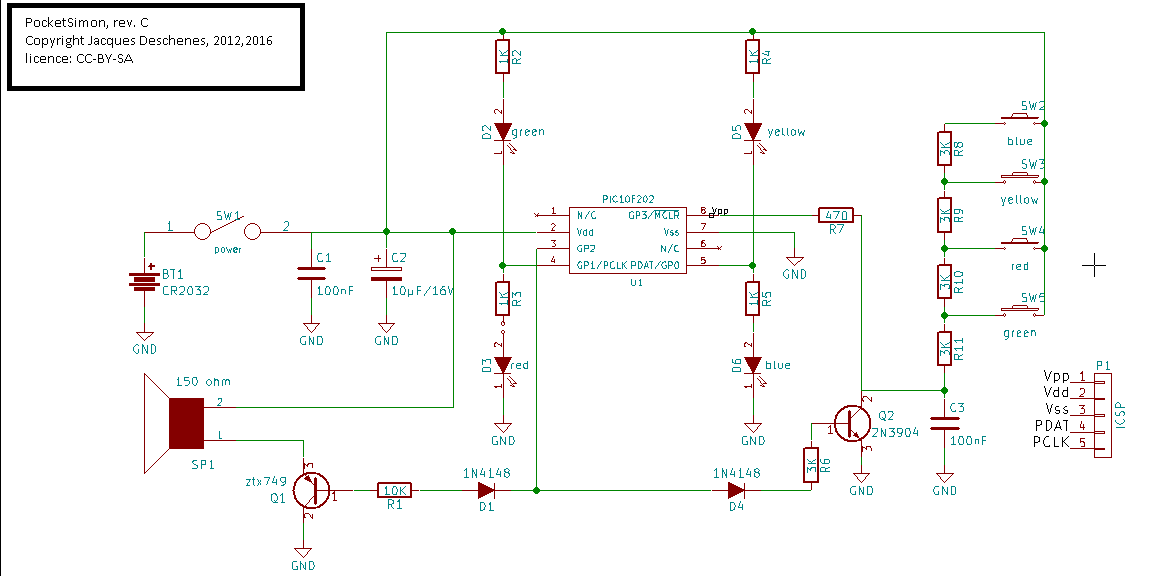 PocketSimon, rev. C
Copyright Jacques Deschenes, 2012,2016
licence: CC-BY-SA
1K
R2
1K
R4
2
D2
green
1
2
D5
yellow
1
SW2
3K
R8
blue
SW3
yellow
3K
R9
SW4
red
3K
R10
SW5
green
3K
R11
PIC10F202
1
N/C
GP3/MCLR
8
Vpp
2
Vdd
Vss
7
3
GP2
N/C
6
4
GP1/PCLK
PDAT/GP0
5
U1
470
R7
GND
1
SW1
2
power
BT1
CR2032
GND
C1
100nF
GND
C2
10µF/16V
GND
1K
R3
2
D3
red
1
GND
1K
R5
2
D6
blue
1
GND
150 ohm
2
1
SP1
ztx749
Q1
3
1
2
GND
10K
R1
1N4148
D1
1N4148
D4
3K
R6
1
2
Q2
2N3904
3
GND
C3
100nF
GND
P1
Vpp 1
Vdd 2
Vss 3
PDAT 4
PCLK 5
ICSP